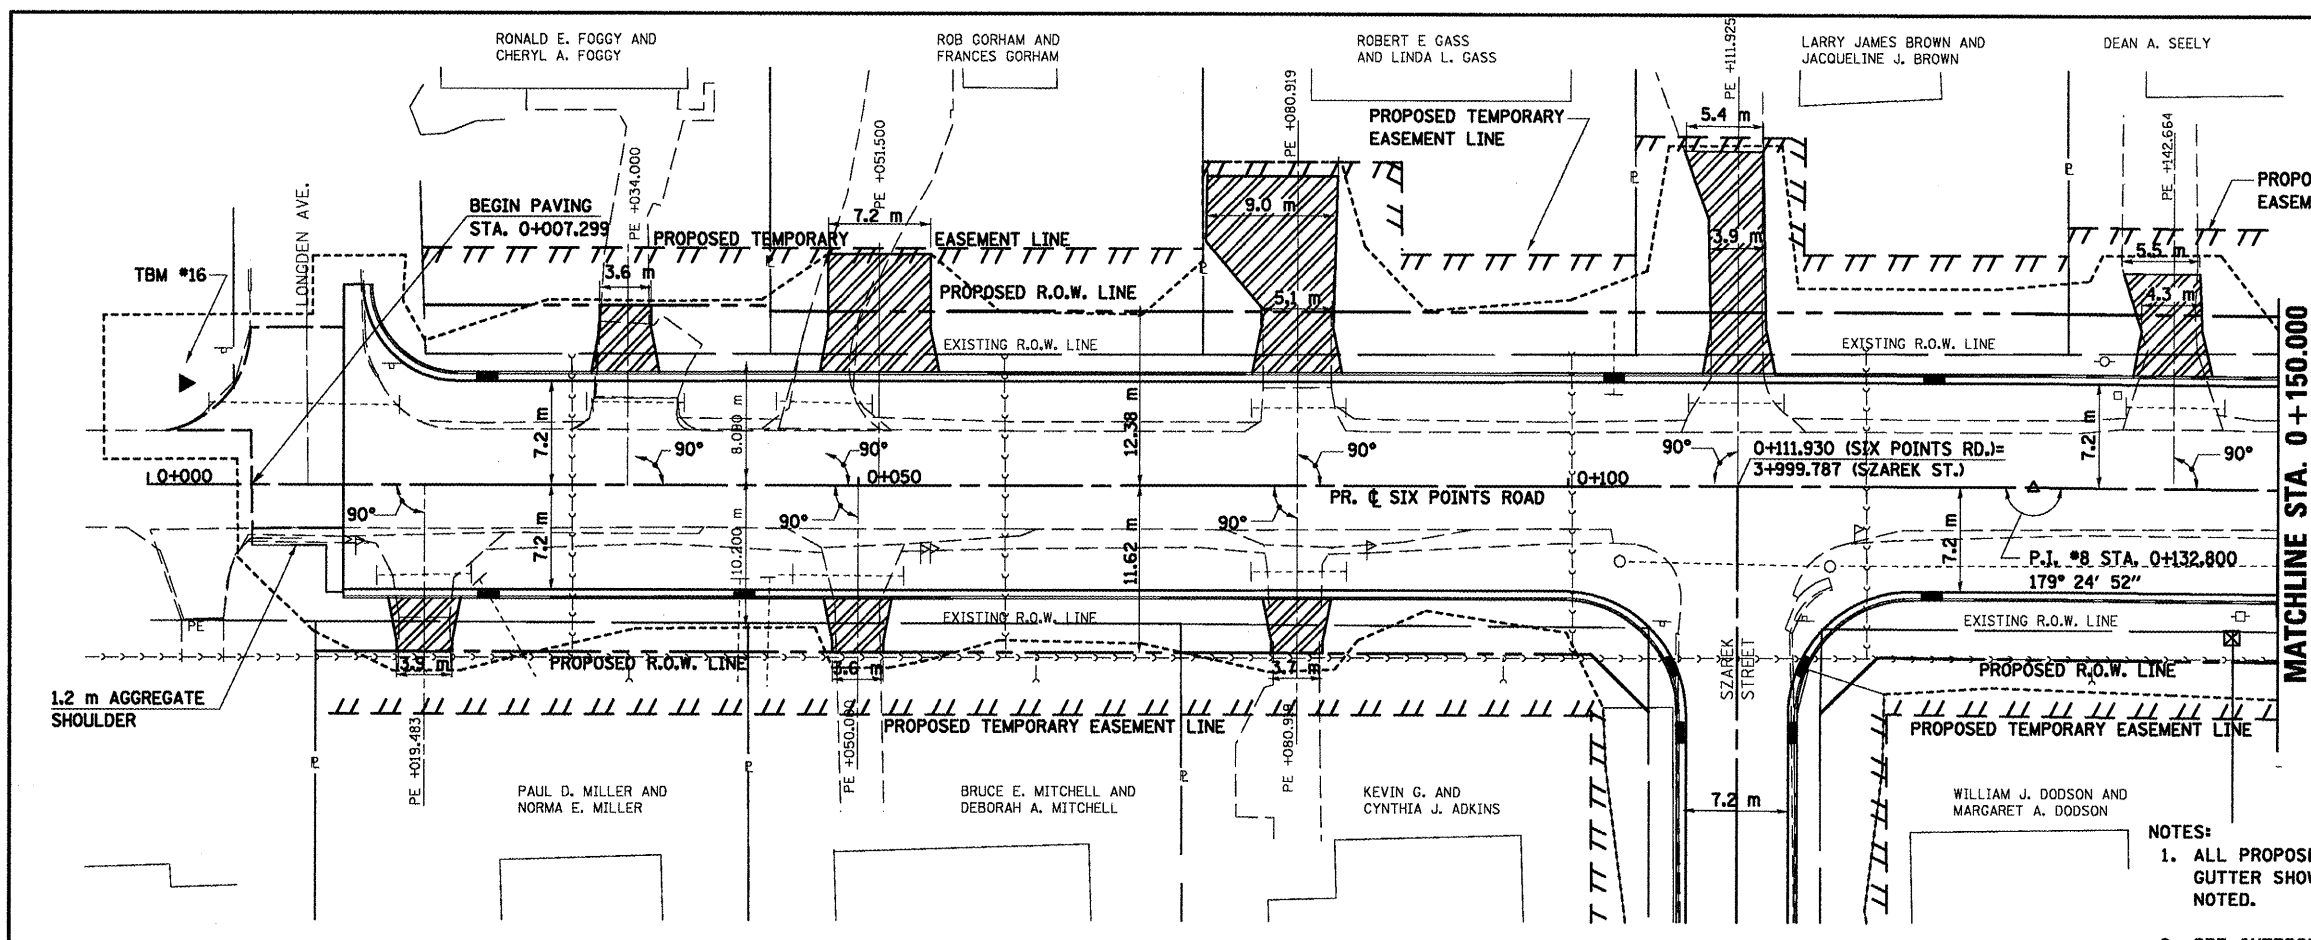 RONALD E. FOGGY AND
CHERYL A. FOGGY
ROB GORHAM AND
FRANCES GORHAM
ROBERT E GASS
AND LINDA L. GASS
LARRY JAMES BROWN AND
JACQUELINE J. BROWN
DEAN A. SEELY
PE +034.000
PE +051.500
PE +080.919
PE +111.925
PE +142.664
PROPOSED TEMPORARY
EASEMENT LINE
5.4 m
LONGDEN AVE.
BEGIN PAVING
STA. 0+007.299
7.2 m
9.0 m
3.9 m
PROPO
EASEM
PROPOSED TEMPORARY EASEMENT LINE
TBM #16
3.6 m
5.5 m
PROPOSED R.O.W. LINE
5.1 m
4.3 m
EXISTING R.O.W. LINE
EXISTING R.O.W. LINE
MATCHLINE STA. 0+150.000
7.2 m
8.090 m
12.38 m
7.2 m
90°
90°
90°
90°
90°
0+111.930 (SIX POINTS RD.)=
3+999.787 (SZAREK ST.)
0+000
0+050
0+100
PR. ℄ SIX POINTS ROAD
90°
90°
90°
7.2 m
10.200 m
11.62 m
7.2 m
P.I. #8 STA. 0+132.800
179° 24' 52"
PE
EXISTING R.O.W. LINE
EXISTING R.O.W. LINE
3.9 m
PROPOSED R.O.W. LINE
3.6 m
3.7 m
SZAREK
STREET
PROPOSED R.O.W. LINE
1.2 m AGGREGATE
SHOULDER
PROPOSED TEMPORARY EASEMENT LINE
PROPOSED TEMPORARY EASEMENT LINE
PE +019.483
PE
PE
PAUL D. MILLER AND
NORMA E. MILLER
BRUCE E. MITCHELL AND
DEBORAH A. MITCHELL
KEVIN G. AND
CYNTHIA J. ADKINS
7.2 m
WILLIAM J. DODSON AND
MARGARET A. DODSON
NOTES:
1. ALL PROPOS
GUTTER SHOW
NOTED.